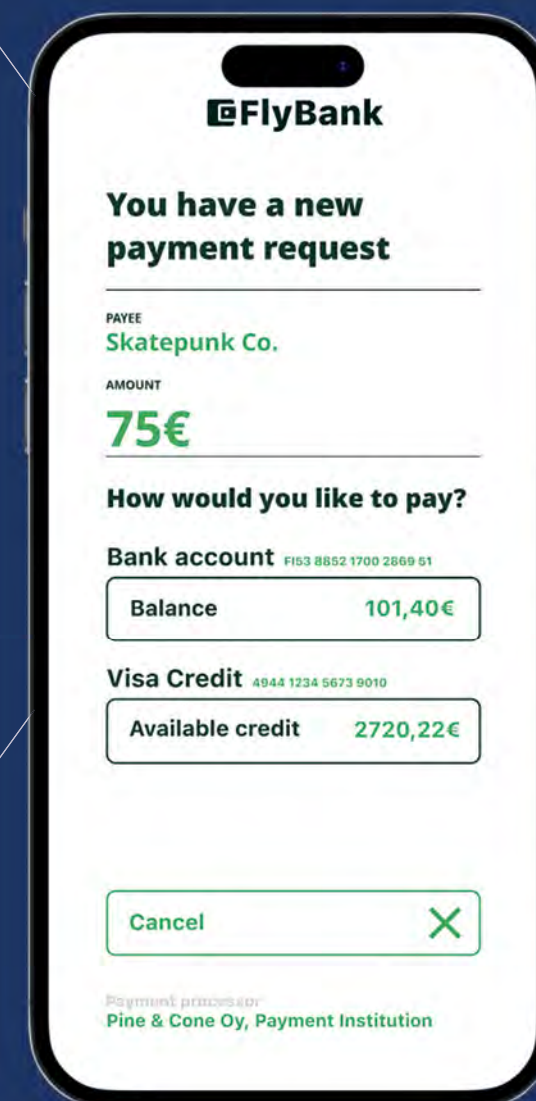 FlyBank
You have a new
payment request
PAYEE
Skatepunk Co.
AMOUNT
75€
How would you like to pay?
Bank account FI53 8852 1700 2869 51
Balance 101,40€
Visa Credit 4944 1234 5673 9010
Available credit 2720,22€
Cancel
Payment processor
Pine & Cone Oy, Payment Institution